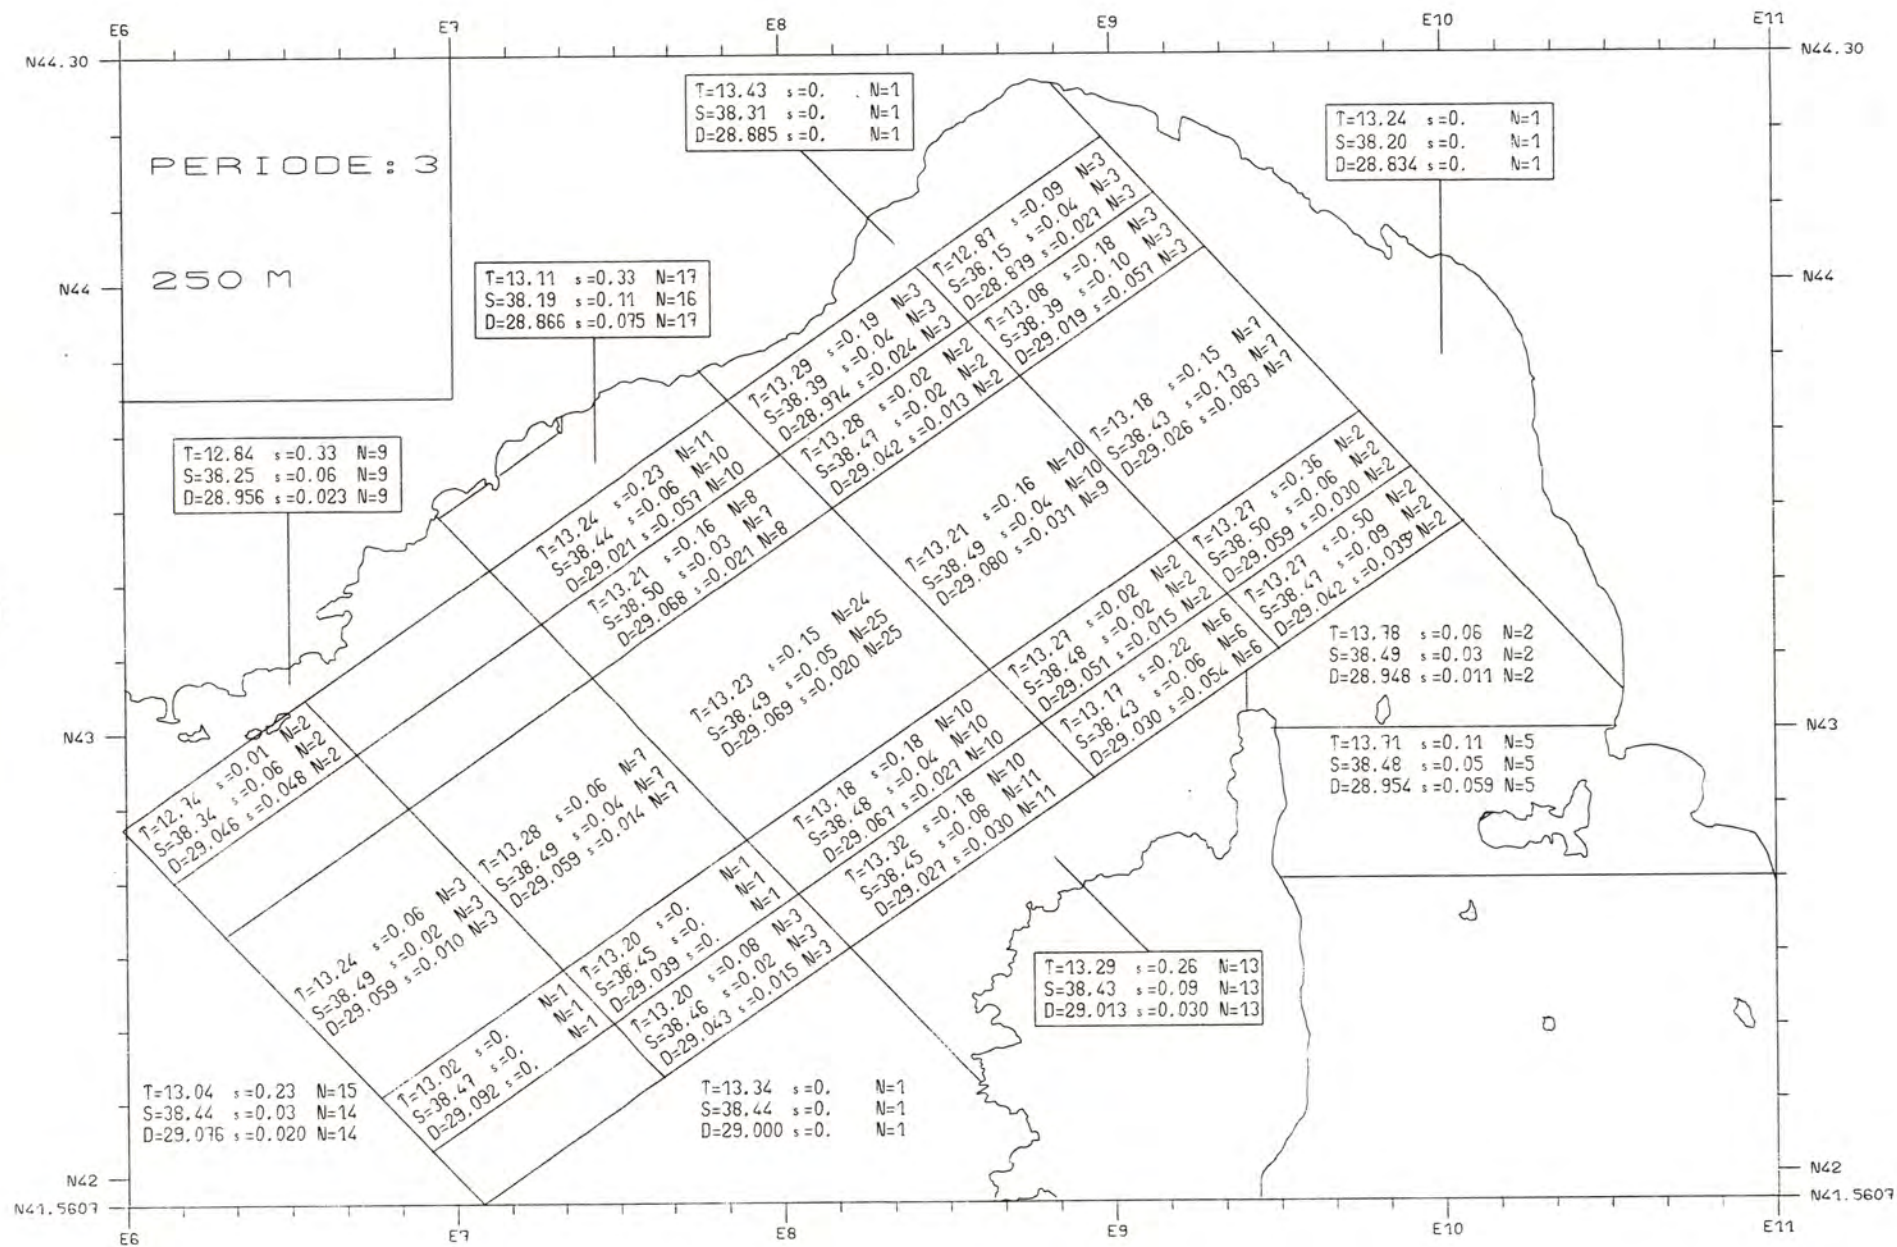 E6 E7 E8 E9 E10 E11
N44.30 N44.30
PERIODE:3
250 M
T=13.43 s=0. N=1
S=38.31 s=0. N=1
D=28.885 s=0. N=1
T=13.24 s=0. N=1
S=38.20 s=0. N=1
D=28.834 s=0. N=1
T=13.11 s=0.33 N=17
S=38.19 s=0.11 N=16
D=28.866 s=0.075 N=17
N44 N44
T=12.87 s=0.09 N=3
S=38.15 s=0.04 N=3
D=28.879 s=0.027 N=3
T=13.08 s=0.18 N=3
S=38.39 s=0.10 N=3
D=29.019 s=0.057 N=3
T=13.29 s=0.19 N=3
S=38.39 s=0.04 N=3
D=28.974 s=0.024 N=3
T=13.28 s=0.02 N=2
S=38.47 s=0.02 N=2
D=29.042 s=0.013 N=2
T=13.18 s=0.15 N=7
S=38.43 s=0.13 N=7
D=29.026 s=0.083 N=7
T=12.84 s=0.33 N=9
S=38.25 s=0.06 N=9
D=28.956 s=0.023 N=9
T=13.24 s=0.23 N=11
S=38.44 s=0.06 N=10
D=29.021 s=0.057 N=10
T=13.21 s=0.16 N=8
S=38.50 s=0.03 N=7
D=29.068 s=0.021 N=8
T=13.21 s=0.16 N=10
S=38.49 s=0.04 N=10
D=29.080 s=0.031 N=9
T=13.27 s=0.36 N=2
S=38.50 s=0.06 N=2
D=29.059 s=0.030 N=2
T=13.27 s=0.50 N=2
S=38.47 s=0.09 N=2
D=29.042 s=0.035 N=2
T=13.23 s=0.15 N=24
S=38.49 s=0.05 N=25
D=29.069 s=0.020 N=25
T=13.27 s=0.02 N=2
S=38.48 s=0.02 N=2
D=29.051 s=0.015 N=2
T=13.17 s=0.22 N=6
S=38.43 s=0.06 N=6
D=29.030 s=0.054 N=6
T=13.78 s=0.06 N=2
S=38.49 s=0.03 N=2
D=28.948 s=0.011 N=2
N43 N43
T=13.71 s=0.11 N=5
S=38.48 s=0.05 N=5
D=28.954 s=0.059 N=5
T=12.74 s=0.01 N=2
S=38.34 s=0.06 N=2
D=29.046 s=0.048 N=2
T=13.28 s=0.06 N=7
S=38.49 s=0.04 N=7
D=29.059 s=0.014 N=7
T=13.18 s=0.18 N=10
S=38.48 s=0.04 N=10
D=29.067 s=0.027 N=10
T=13.32 s=0.18 N=10
S=38.45 s=0.08 N=11
D=29.027 s=0.030 N=11
T=13.24 s=0.06 N=3
S=38.49 s=0.02 N=3
D=29.059 s=0.010 N=3
T=13.20 s=0. N=1
S=38.45 s=0. N=1
D=29.039 s=0. N=1
T=13.20 s=0.08 N=3
S=38.46 s=0.02 N=3
D=29.043 s=0.015 N=3
T=13.29 s=0.26 N=13
S=38.43 s=0.09 N=13
D=29.013 s=0.030 N=13
T=13.02 s=0. N=1
S=38.47 s=0. N=1
D=29.092 s=0. N=1
T=13.04 s=0.23 N=15
S=38.44 s=0.03 N=14
D=29.076 s=0.020 N=14
T=13.34 s=0. N=1
S=38.44 s=0. N=1
D=29.000 s=0. N=1
N42 N42
N41.5607 N41.5607
E6 E7 E8 E9 E10 E11